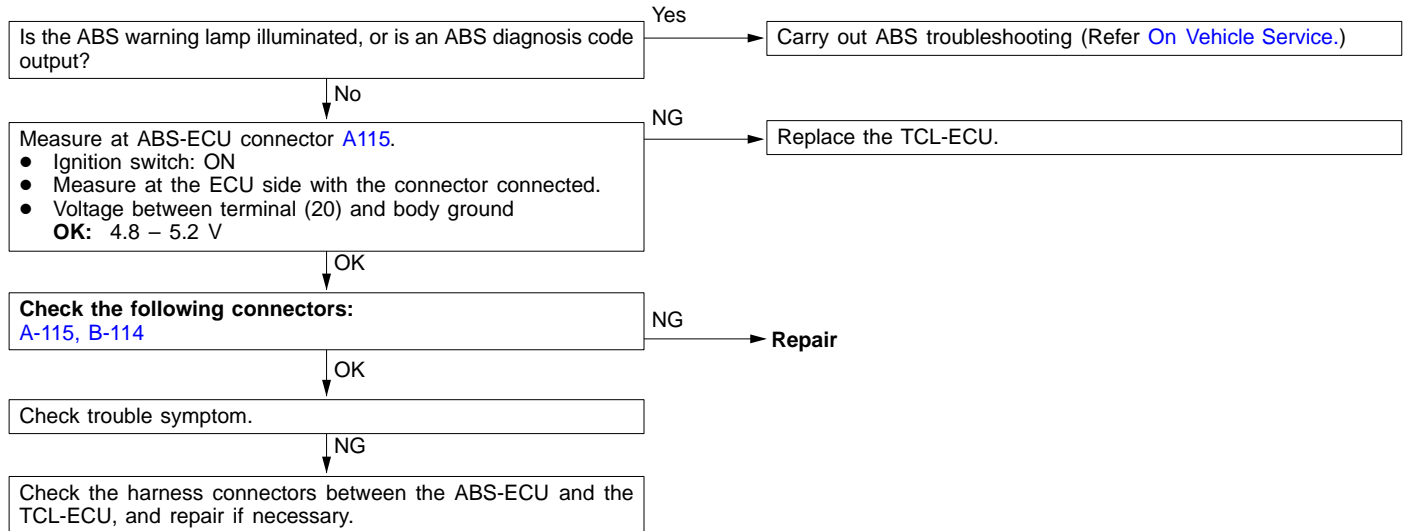 Is the ABS warning lamp illuminated, or is an ABS diagnosis code
output?
Yes
Carry out ABS troubleshooting (Refer On Vehicle Service.)
No
Measure at ABS-ECU connector A115.
● Ignition switch: ON
● Measure at the ECU side with the connector connected.
● Voltage between terminal (20) and body ground
OK: 4.8 – 5.2 V
NG
Replace the TCL-ECU.
OK
Check the following connectors:
A-115, B-114
NG
Repair
OK
Check trouble symptom.
NG
Check the harness connectors between the ABS-ECU and the
TCL-ECU, and repair if necessary.